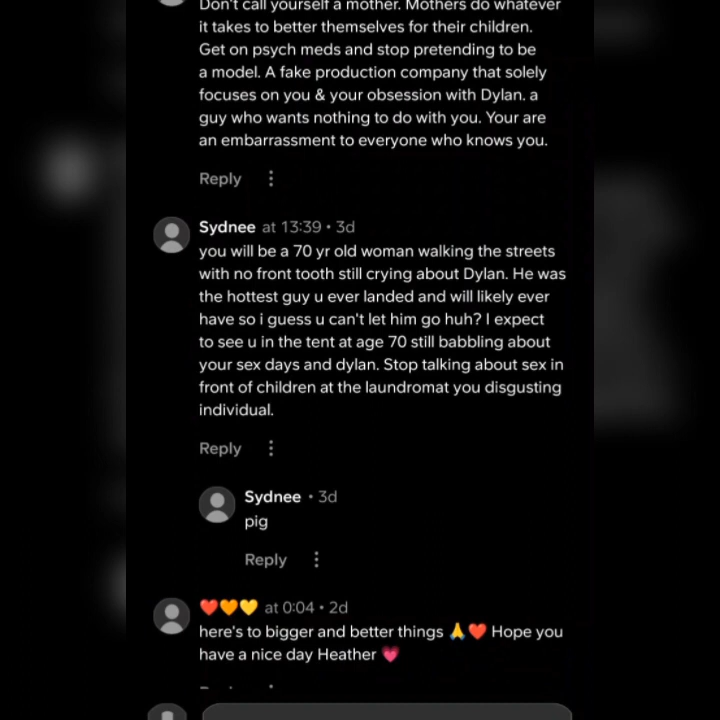 Don't call yourself a mother. Mothers do whatever
it takes to better themselves for their children.
Get on psych meds and stop pretending to be
a model. A fake production company that solely
focuses on you & your obsession with Dylan. a
guy who wants nothing to do with you. Your are
an embarrassment to everyone who knows you.
Reply
Sydnee at 13:39 • 3d
you will be a 70 yr old woman walking the streets
with no front tooth still crying about Dylan. He was
the hottest guy u ever landed and will likely ever
have so i guess u can't let him go huh? I expect
to see u in the tent at age 70 still babbling about
your sex days and dylan. Stop talking about sex in
front of children at the laundromat you disgusting
individual.
Reply
Sydnee • 3d
pig
Reply
❤️🧡💛 at 0:04 • 2d
here's to bigger and better things 🙏❤️ Hope you
have a nice day Heather 💗